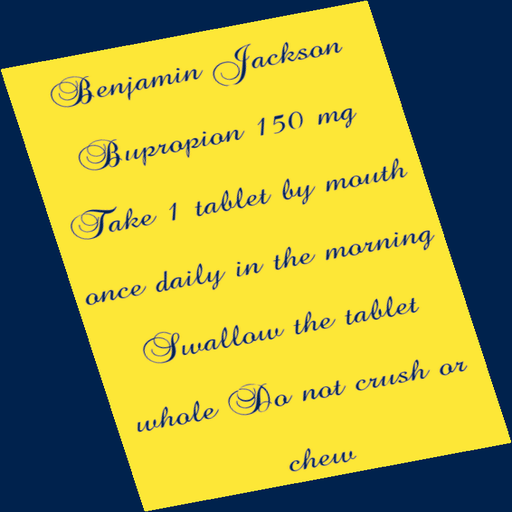 Benjamin Jackson
Bupropion 150 mg
Take 1 tablet by mouth
once daily in the morning
Swallow the tablet
whole Do not crush or
chew